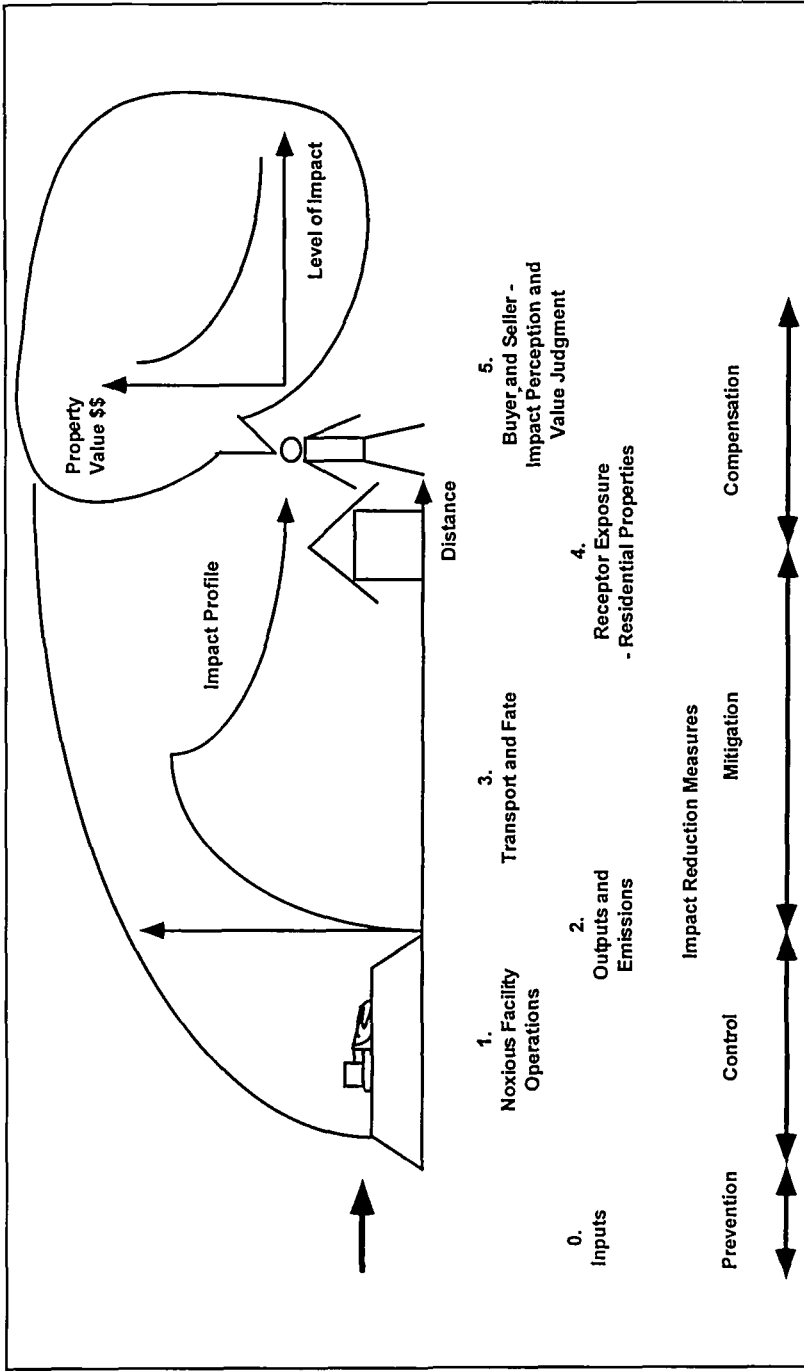 Property
Value $$
Level of Impact
Impact Profile
Distance
0.
Inputs
1.
Noxious Facility
Operations
2.
Outputs and
Emissions
3.
Transport and Fate
4.
Receptor Exposure
- Residential Properties
5.
Buyer and Seller -
Impact Perception and
Value Judgment
Impact Reduction Measures
Prevention
Control
Mitigation
Compensation